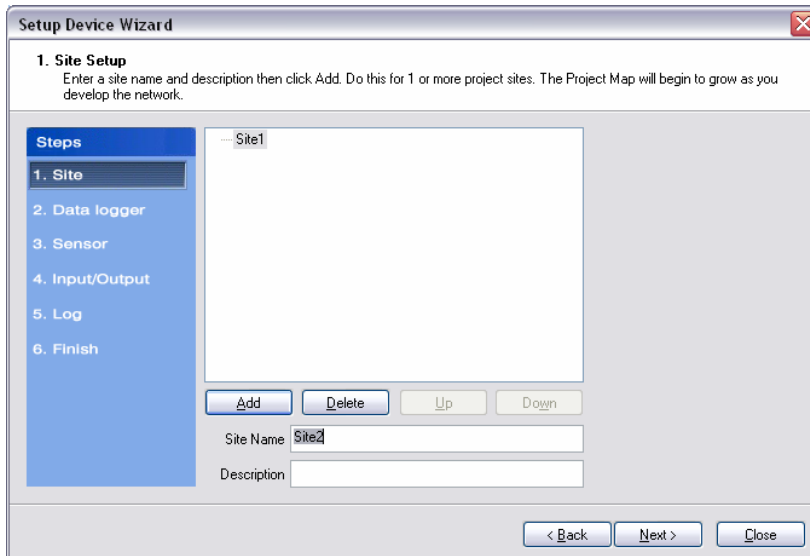 Setup Device Wizard
1. Site Setup
Enter a site name and description then click Add. Do this for 1 or more project sites. The Project Map will begin to grow as you
develop the network.
Steps
1. Site
2. Data logger
3. Sensor
4. Input/Output
5. Log
6. Finish
Site1
Add Delete Up Down
Site Name Site2
Description
< Back Next > Close